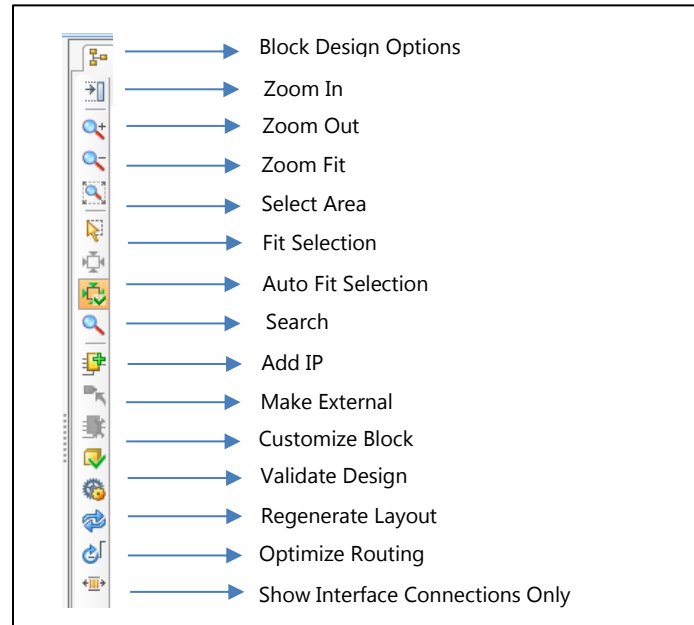 Block Design Options
Zoom In
Zoom Out
Zoom Fit
Select Area
Fit Selection
Auto Fit Selection
Search
Add IP
Make External
Customize Block
Validate Design
Regenerate Layout
Optimize Routing
Show Interface Connections Only